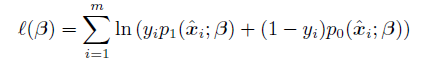 ℓ(β) = ∑_{i=1}^{m} ln (y_i p_1(x̂_i; β) + (1 − y_i) p_0(x̂_i; β))